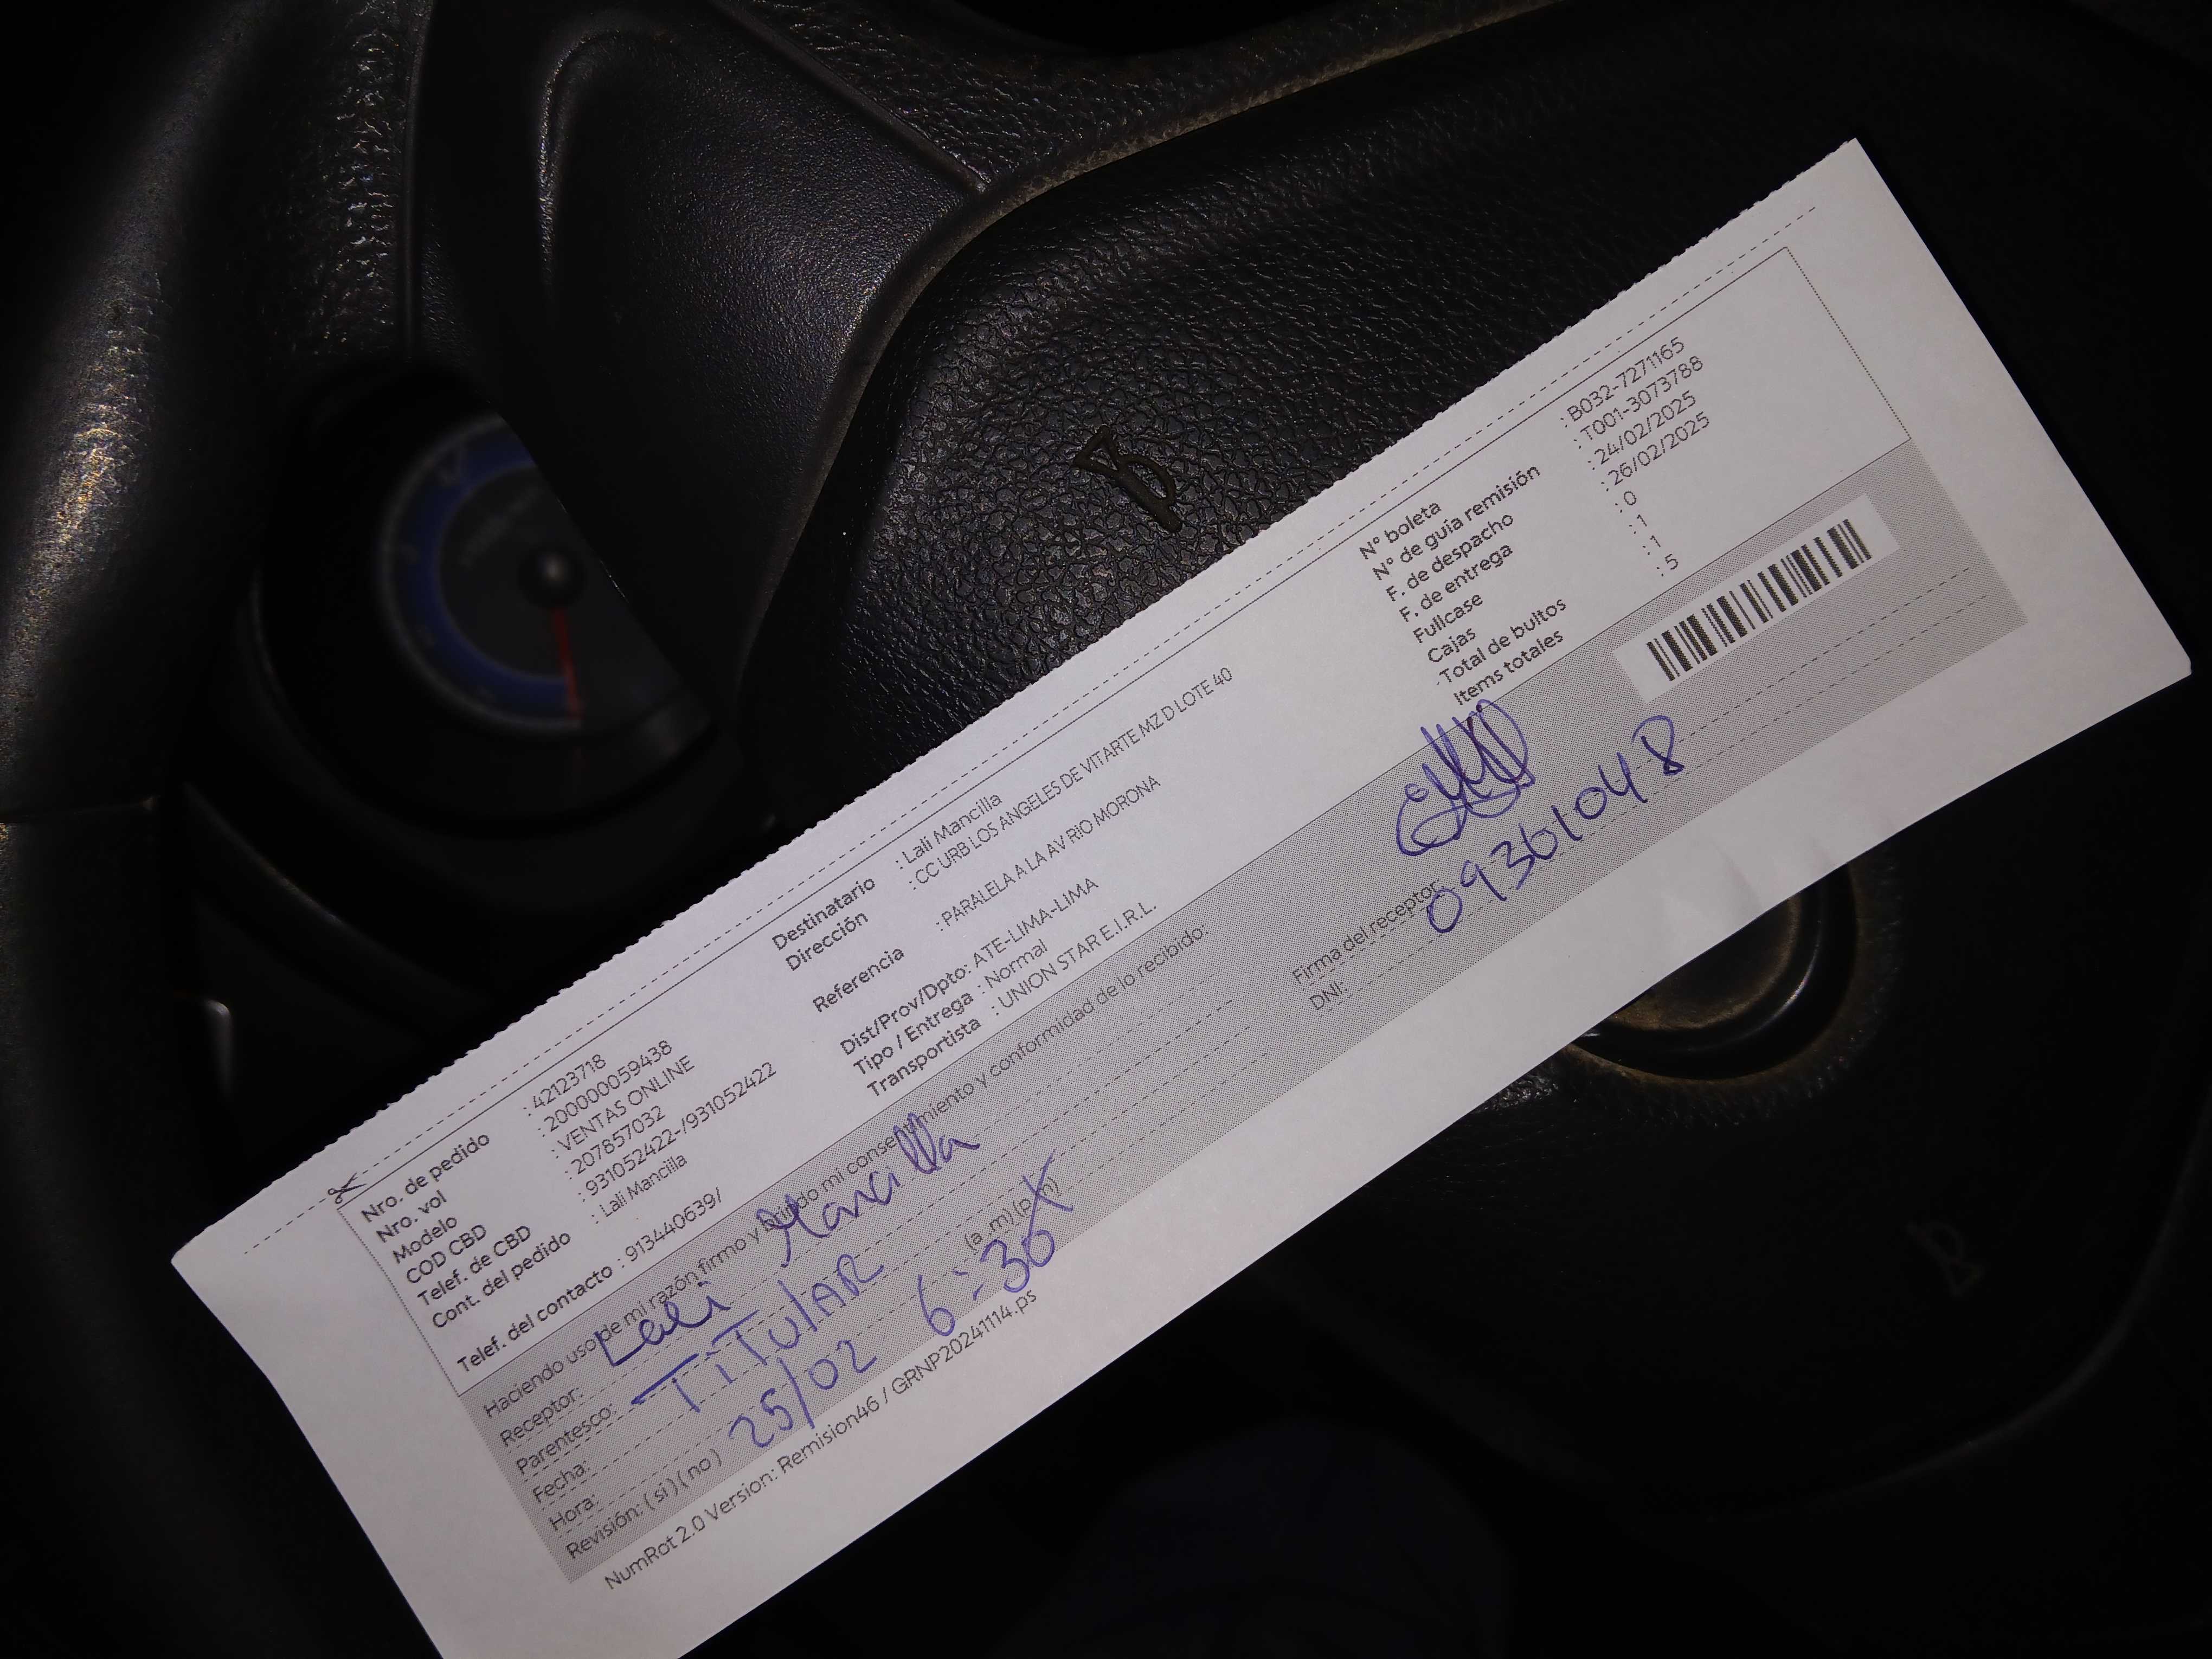 Nro. de pedido : 42123718
Nro. vol : 200000059438
Modelo : VENTAS ONLINE
COD CBD : 207857032
Telef. de CBD : 931052422-/931052422
Cont. del pedido : Lali Mancilla
Telef. del contacto : 913440639/
Destinatario : Lali Mancilla
Dirección : CC URB LOS ANGELES DE VITARTE MZ D LOTE 40
Referencia : PARALELA A LA AV RIO MORONA
Dist/Prov/Dpto: ATE-LIMA-LIMA
Tipo / Entrega : Normal
Transportista : UNION STAR E.I.R.L.
N° boleta : B032-7271165
N° de guia remisión : T001-3073788
F. de despacho : 24/02/2025
F. de entrega : 26/02/2025
Fullcase : 0
Cajas : 1
Total de bultos : 1
Items totales : 5
Haciendo uso de mi razón firmo y brindo mi consentimiento y conformidad de lo recibido:
Receptor: Lali Mancilla
Parentesco: TiTulAR
Fecha: 25/02
Hora: 6:30 (a .m) (p.m)
Revisión: ( si ) ( no )
Firma del receptor:
DNI: 09361048
NumRot 2.0 Version: Remision46 / GRNP20241114.ps